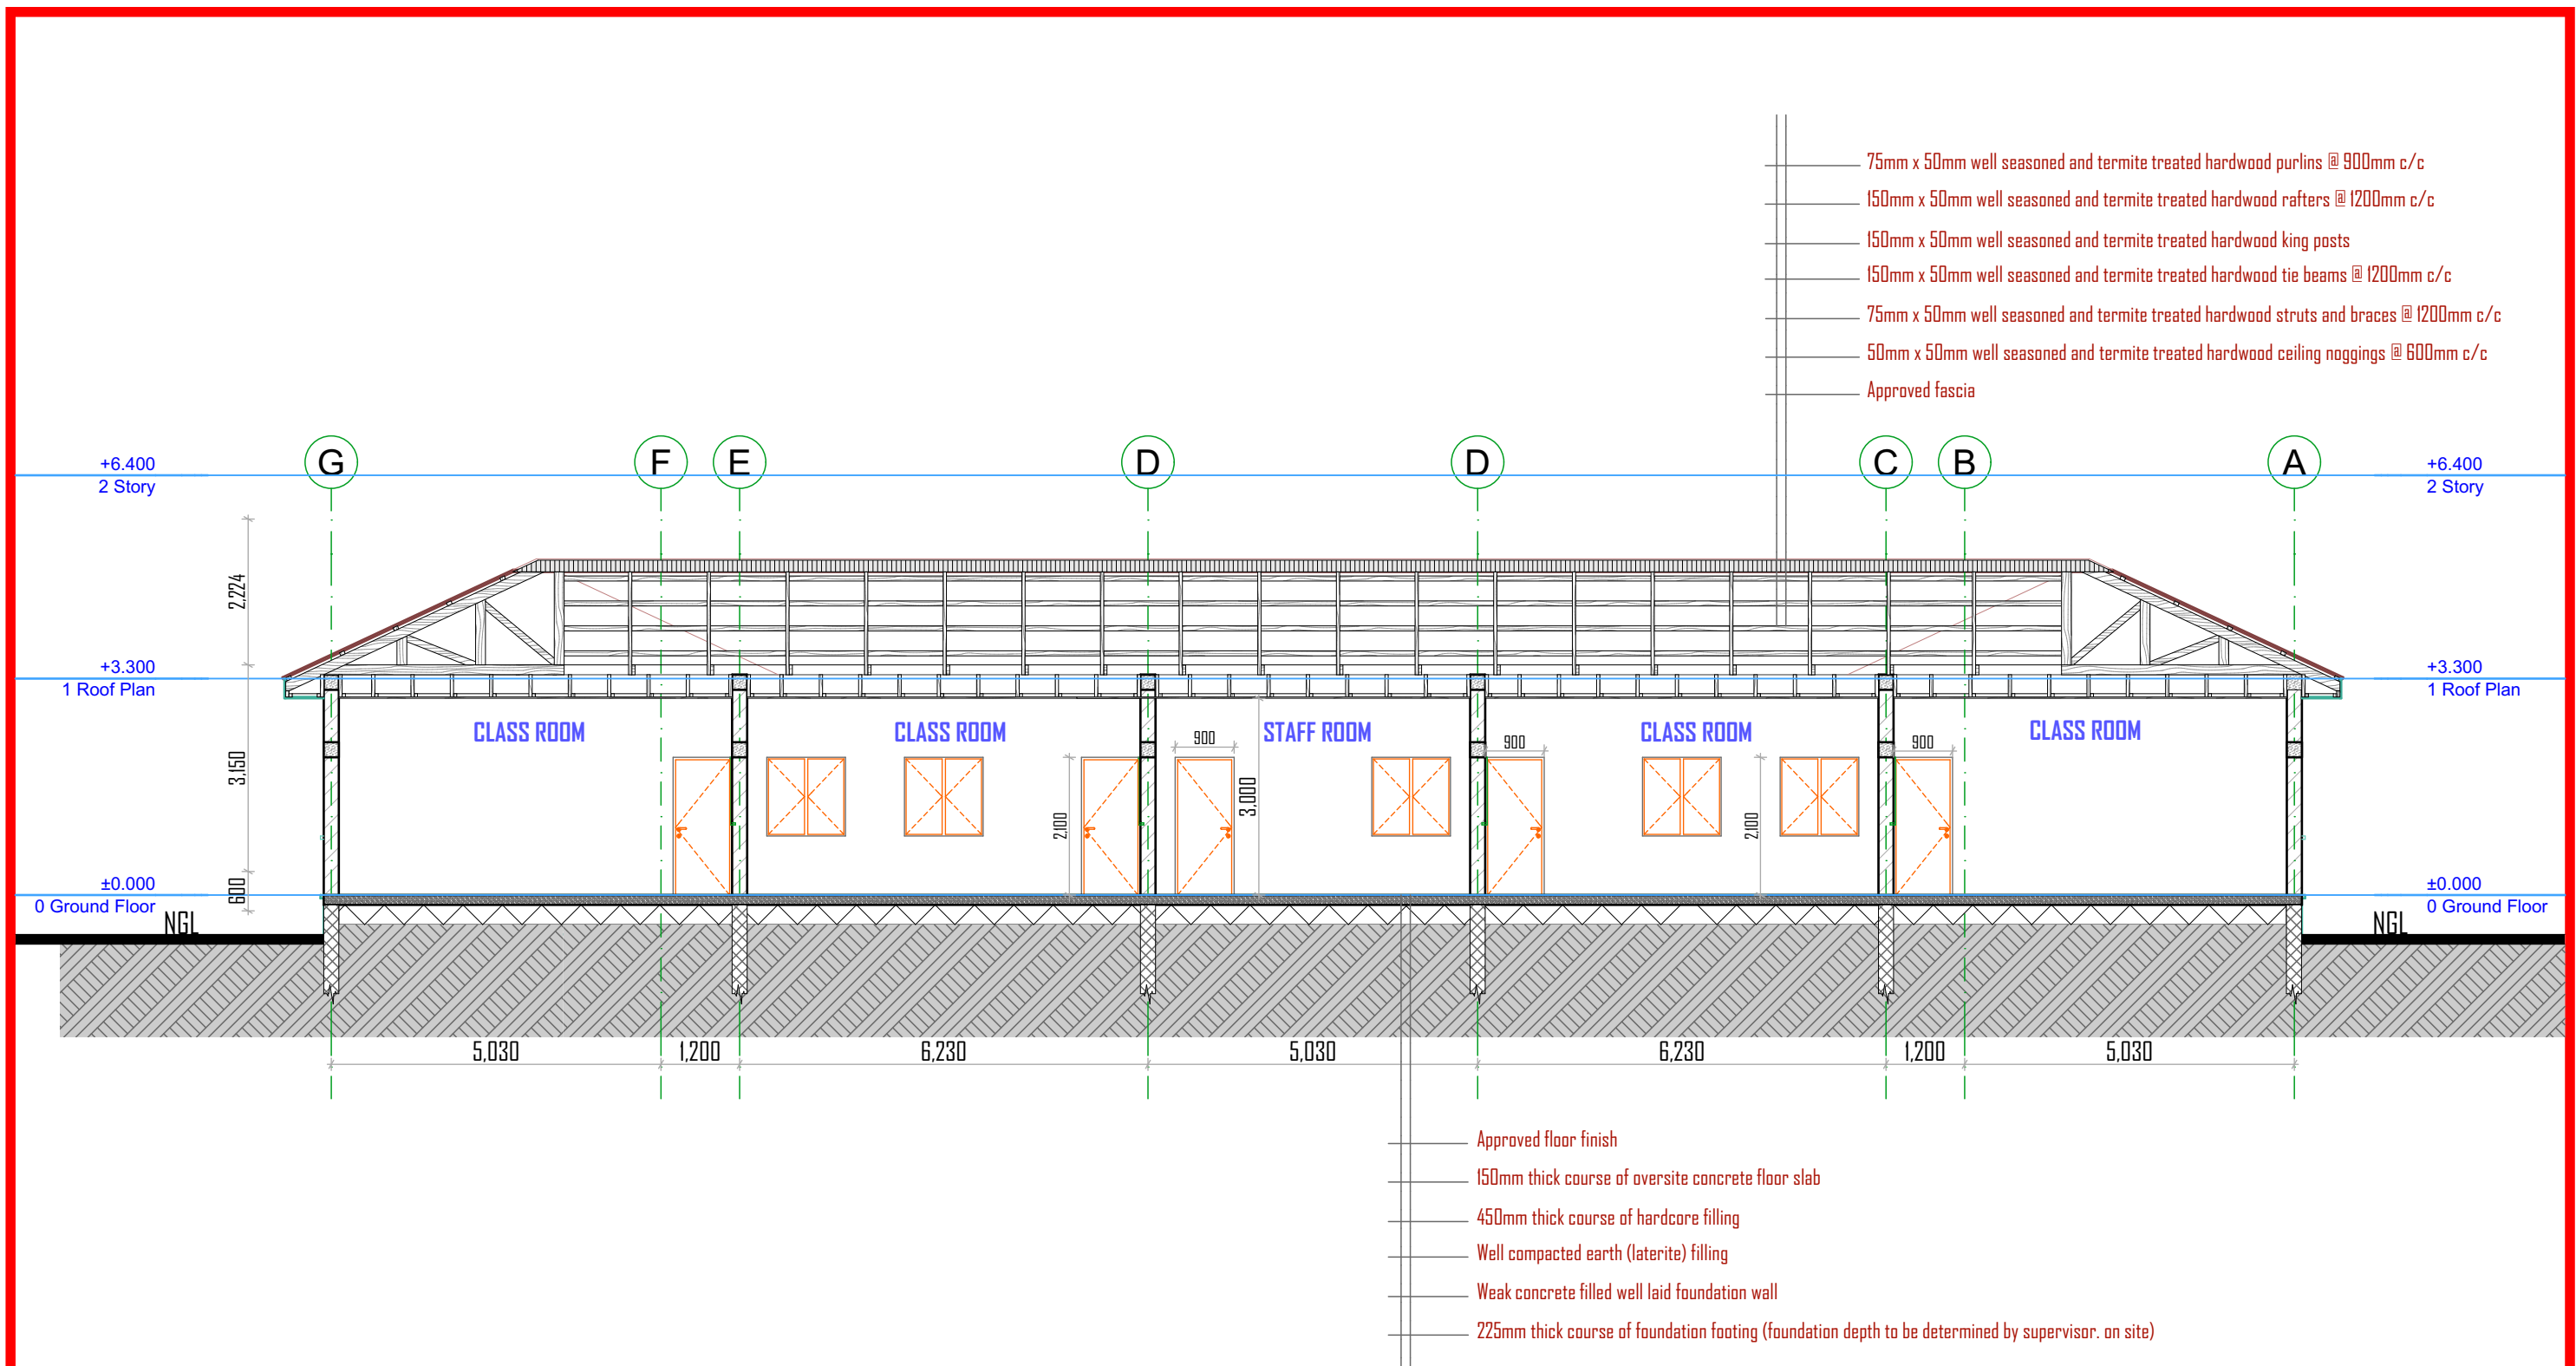 75mm x 50mm well seasoned and termite treated hardwood purlins @ 900mm c/c
150mm x 50mm well seasoned and termite treated hardwood rafters @ 1200mm c/c
150mm x 50mm well seasoned and termite treated hardwood king posts
150mm x 50mm well seasoned and termite treated hardwood tie beams @ 1200mm c/c
75mm x 50mm well seasoned and termite treated hardwood struts and braces @ 1200mm c/c
50mm x 50mm well seasoned and termite treated hardwood ceiling noggings @ 600mm c/c
Approved fascia
G F E D D C B A
+6.400 +6.400
2 Story 2 Story
2,224
+3.300 +3.300
1 Roof Plan 1 Roof Plan
CLASS ROOM CLASS ROOM STAFF ROOM CLASS ROOM CLASS ROOM
900 900 900
3,150 3,000
2,100 2,100
600
±0.000 ±0.000
0 Ground Floor 0 Ground Floor
NGL NGL
5,030 1,200 6,230 5,030 6,230 1,200 5,030
Approved floor finish
150mm thick course of oversite concrete floor slab
450mm thick course of hardcore filling
Well compacted earth (laterite) filling
Weak concrete filled well laid foundation wall
225mm thick course of foundation footing (foundation depth to be determined by supervisor. on site)